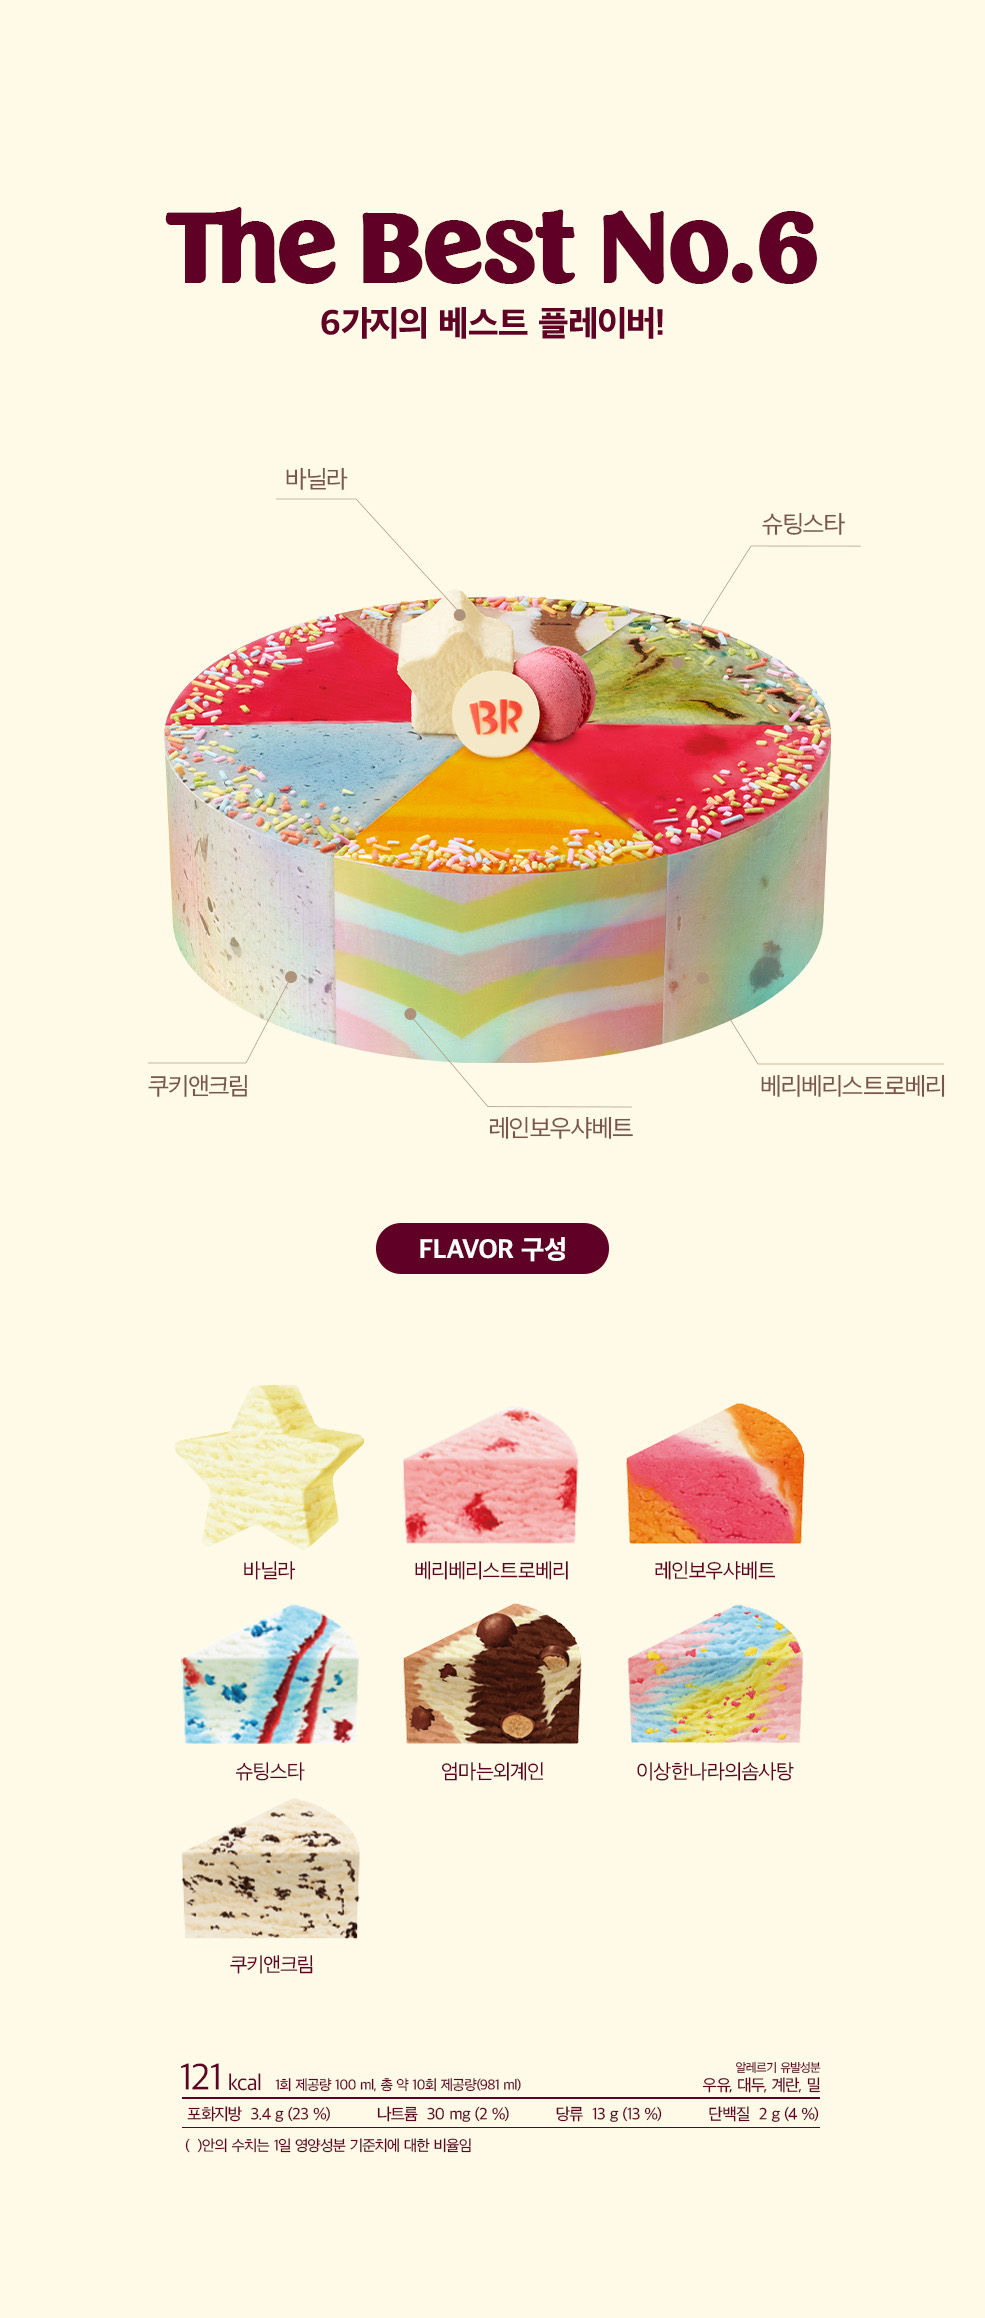 The Best No.6
6가지의 베스트 플레이버!
바닐라
슈팅스타
BR
쿠키앤크림
베리베리스트로베리
레인보우샤베트
FLAVOR 구성
바닐라
베리베리스트로베리
레인보우샤베트
슈팅스타
엄마는외계인
이상한나라의솜사탕
쿠키앤크림
알레르기 유발성분
121 kcal 1회 제공량 100 ml, 총 약 10회 제공량(981 ml)
우유, 대두, 계란, 밀
포화지방 3.4 g (23 %) 나트륨 30 mg (2 %) 당류 13 g (13 %) 단백질 2 g (4 %)
( )안의 수치는 1일 영양성분 기준치에 대한 비율임